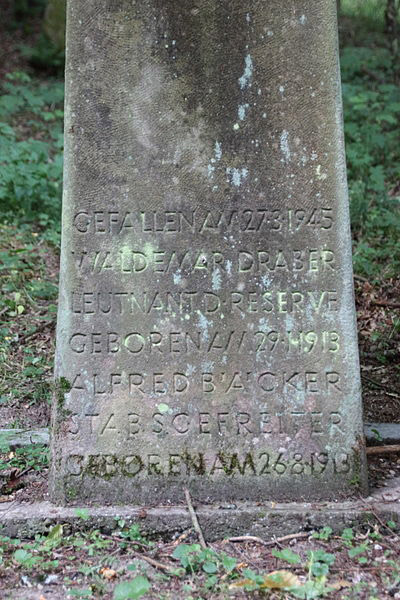 GEFALLEN AM 27·3·1945
WALDEMAR DRABER
LEUTNANT D. RESERVE
GEBOREN AM 29·1·1913
ALFRED BÄCKER
STABSGEFREITER
GEBOREN AM 26·8·1913